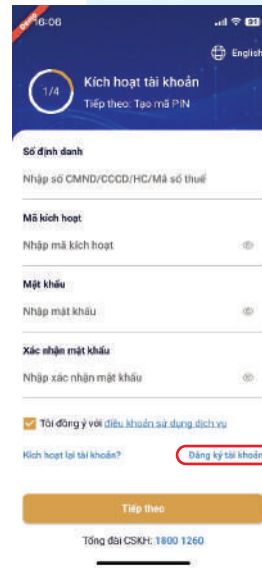 16:06
English
1/4
Kích hoạt tài khoản
Tiếp theo: Tạo mã PIN
Số định danh
Nhập số CMND/CCCD/HC/Mã số thuế
Mã kích hoạt
Nhập mã kích hoạt
Mật khẩu
Nhập mật khẩu
Xác nhận mật khẩu
Nhập xác nhận mật khẩu
Tôi đồng ý với điều khoản sử dụng dịch vụ
Kích hoạt lại tài khoản? Đăng ký tài khoản
Tiếp theo
Tổng đài CSKH: 1800 1260